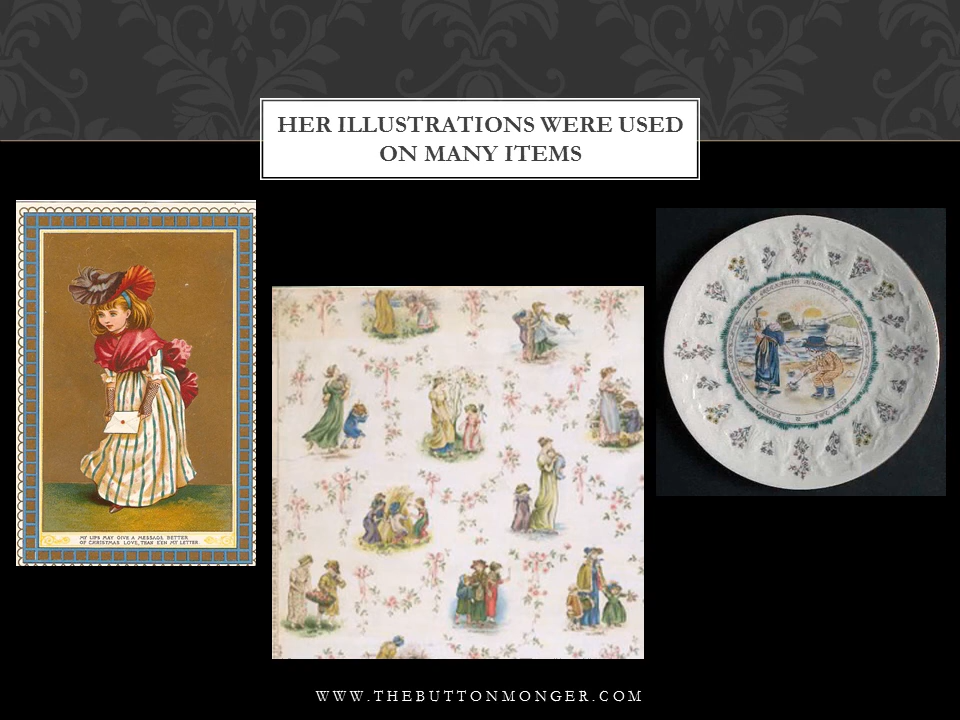 HER ILLUSTRATIONS WERE USED
ON MANY ITEMS
MY LIPS MAY GIVE A MESSAGE BETTER
OF CHRISTMAS LOVE, THAN E'EN MY LETTER.
WWW.THEBUTTONMONGER.COM